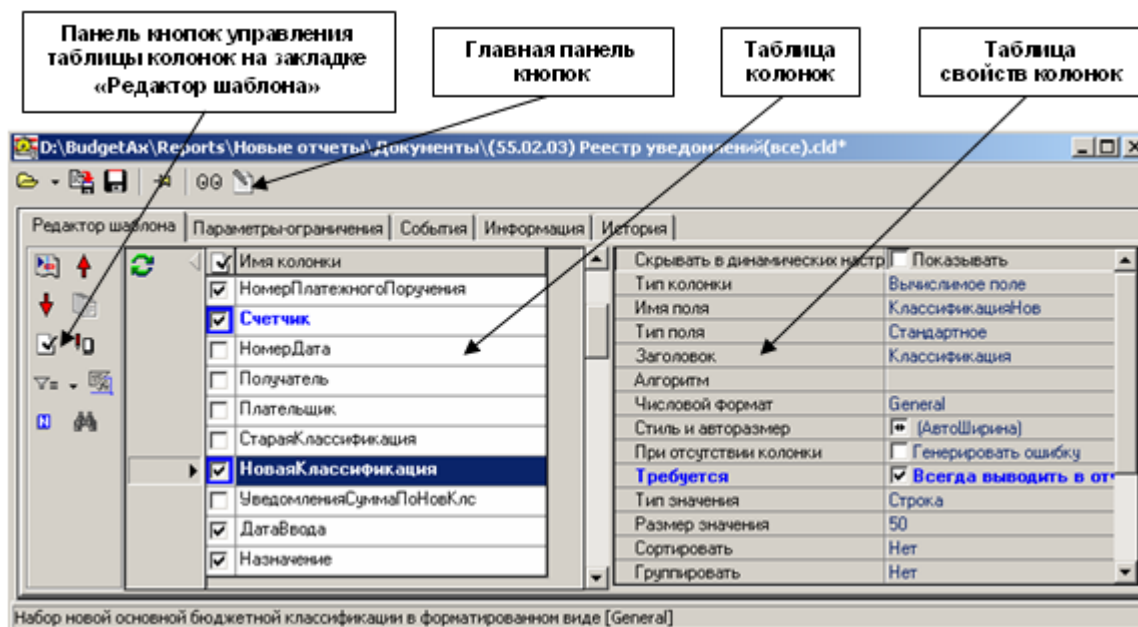 Панель кнопок управления
таблицы колонок на закладке
«Редактор шаблона»
Главная панель
кнопок
Таблица
колонок
Таблица
свойств колонок
D:\BudgetAx\Reports\Новые отчеты\Документы\(55.02.03) Реестр уведомлений(все).cld*
Редактор шаблона Параметры-ограничения События Информация История
Имя колонки
НомерПлатежногоПоручения
Счетчик
НомерДата
Получатель
Плательщик
СтараяКлассификация
НоваяКлассификация
УведомленияСуммаПоНовКлс
ДатаВвода
Назначение
Скрывать в динамических настр Показывать
Тип колонки Вычислимое поле
Имя поля КлассификацияНов
Тип поля Стандартное
Заголовок Классификация
Алгоритм
Числовой формат General
Стиль и авторазмер (АвтоШирина)
При отсутствии колонки Генерировать ошибку
Требуется Всегда выводить в отч
Тип значения Строка
Размер значения 50
Сортировать Нет
Группировать Нет
Набор новой основной бюджетной классификации в форматированном виде [General]